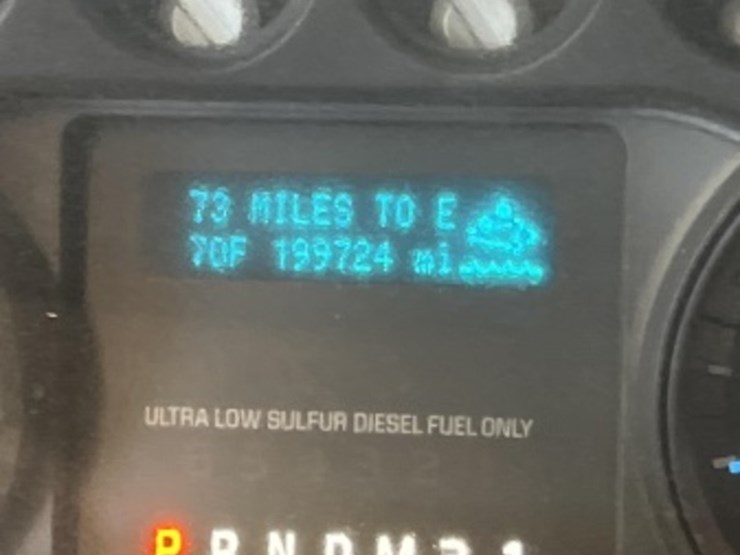 73 MILES TO E
70F 199724 mi
ULTRA LOW SULFUR DIESEL FUEL ONLY
P R N D M 2 1